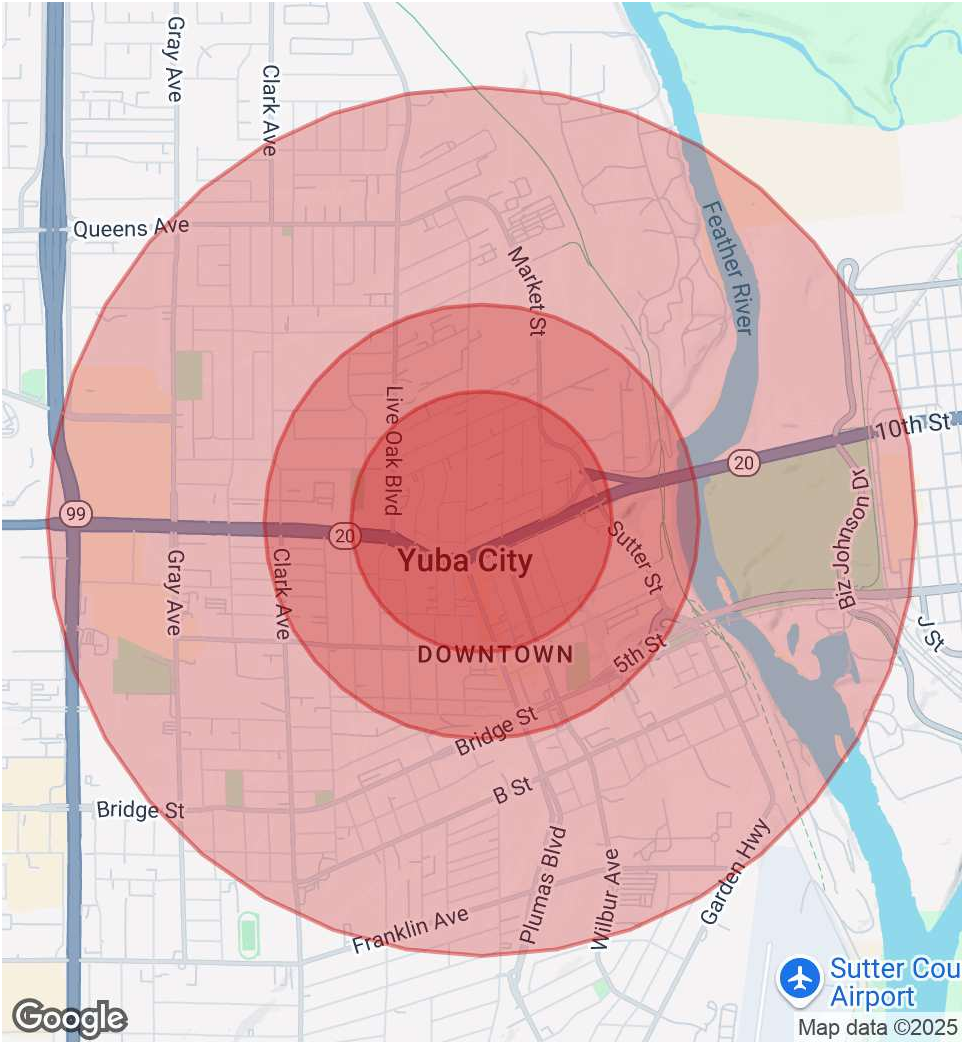 Gray Ave
Clark Ave
Queens Ave
Feather River
Market St
Live Oak Blvd
10th St
20
99
20
Biz Johnson Dr
Sutter St
Yuba City
Gray Ave
Clark Ave
DOWNTOWN
5th St
J St
Bridge St
B St
Bridge St
Plumas Blvd
Wilbur Ave
Garden Hwy
Franklin Ave
Sutter Cou
Airport
Google
Map data ©2025